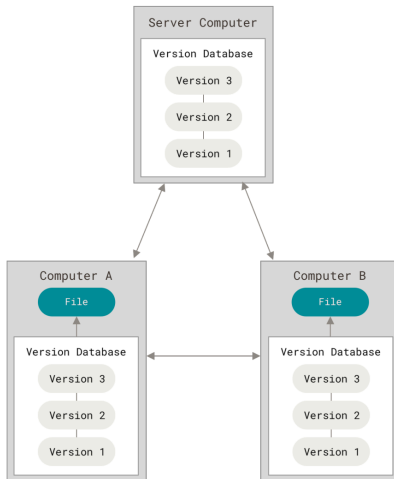 Server Computer
Version Database
Version 3
Version 2
Version 1
Computer A
File
Version Database
Version 3
Version 2
Version 1
Computer B
File
Version Database
Version 3
Version 2
Version 1